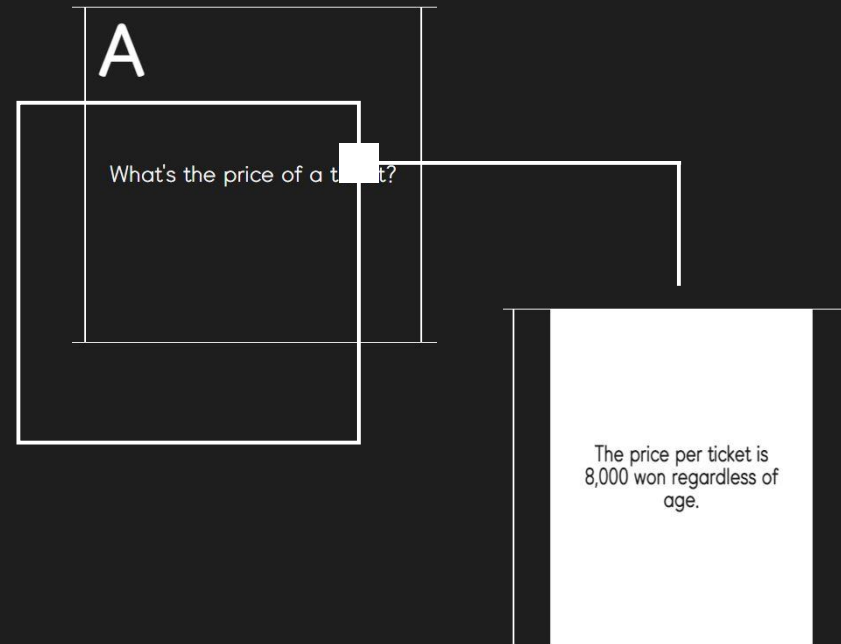 A
What's the price of a t?
The price per ticket is
8,000 won regardless of
age.